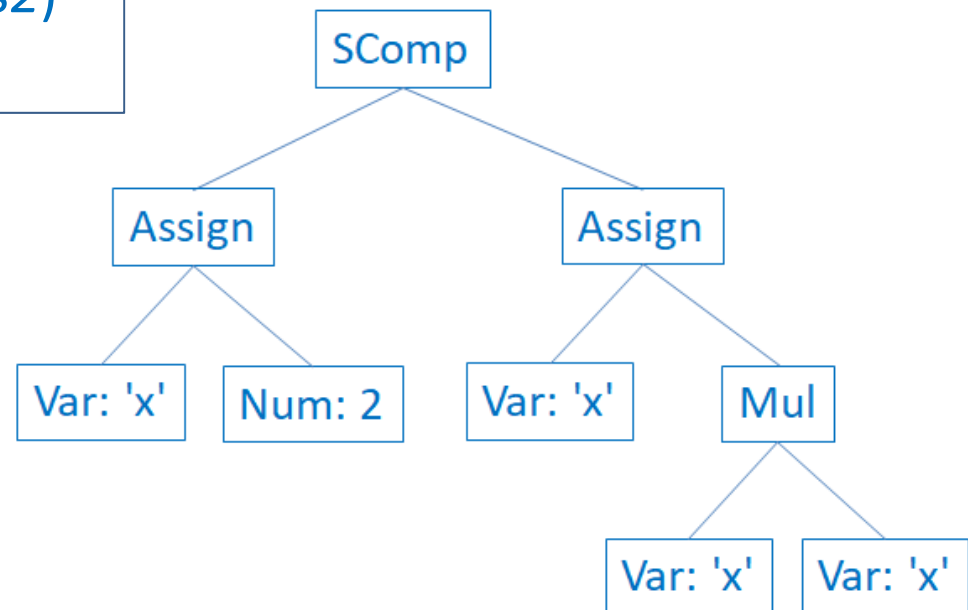 SComp
Assign
Assign
Var: 'x'
Num: 2
Var: 'x'
Mul
Var: 'x'
Var: 'x'